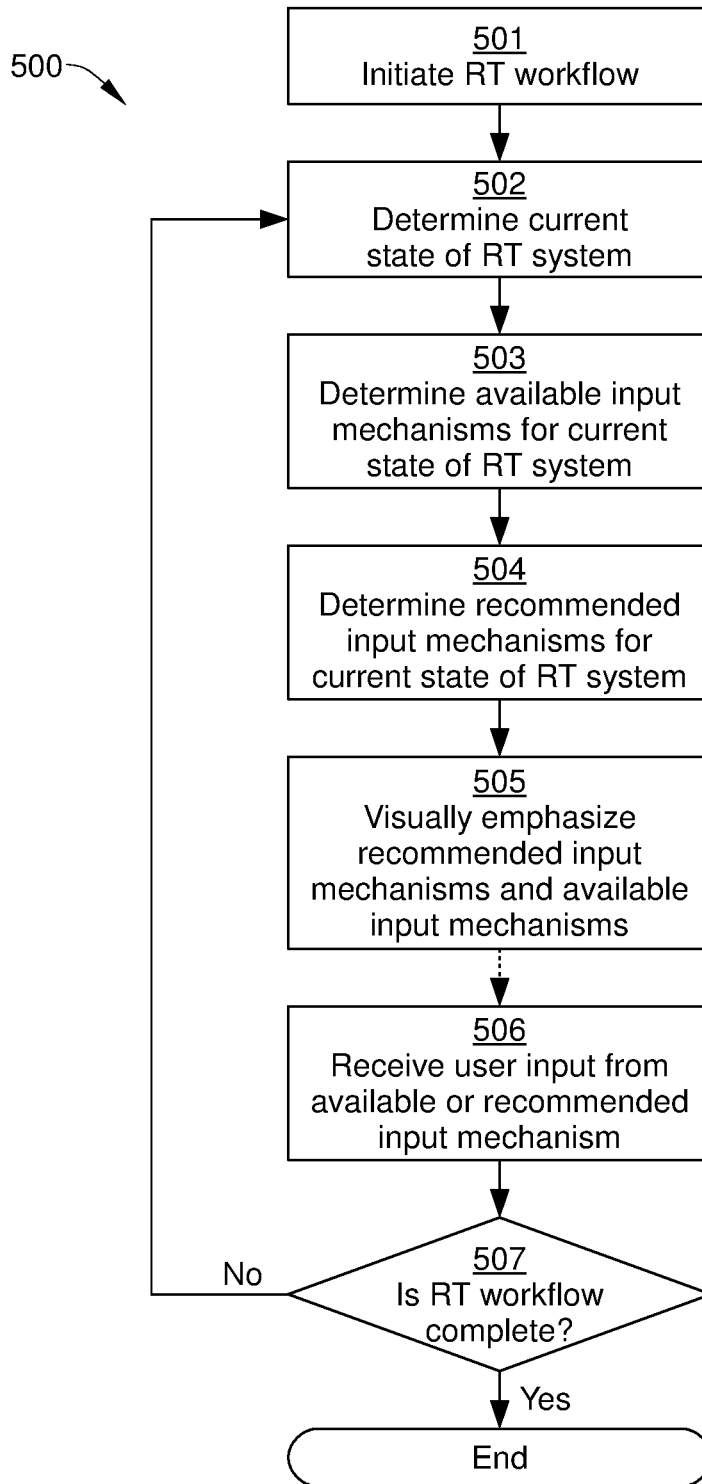 500
501
Initiate RT workflow
502
Determine current
state of RT system
503
Determine available input
mechanisms for current
state of RT system
504
Determine recommended
input mechanisms for
current state of RT system
505
Visually emphasize
recommended input
mechanisms and available
input mechanisms
506
Receive user input from
available or recommended
input mechanism
507
Is RT workflow
complete?
No
Yes
End